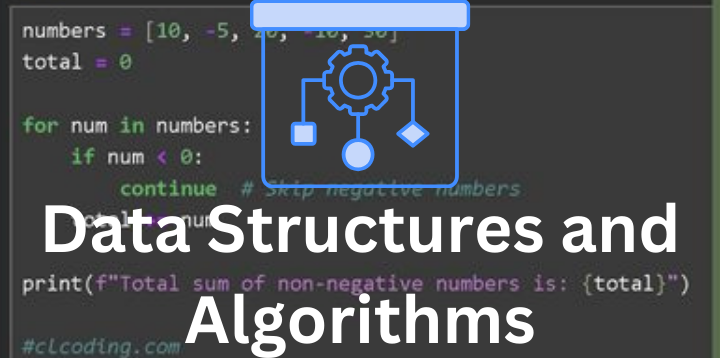 numbers = [10, -5, 20, -10, 30]
total = 0
for num in numbers:
if num < 0:
continue # Skip negative numbers
total += num
Data Structures and
print(f"Total sum of non-negative numbers is: {total}")
Algorithms
#clcoding.com